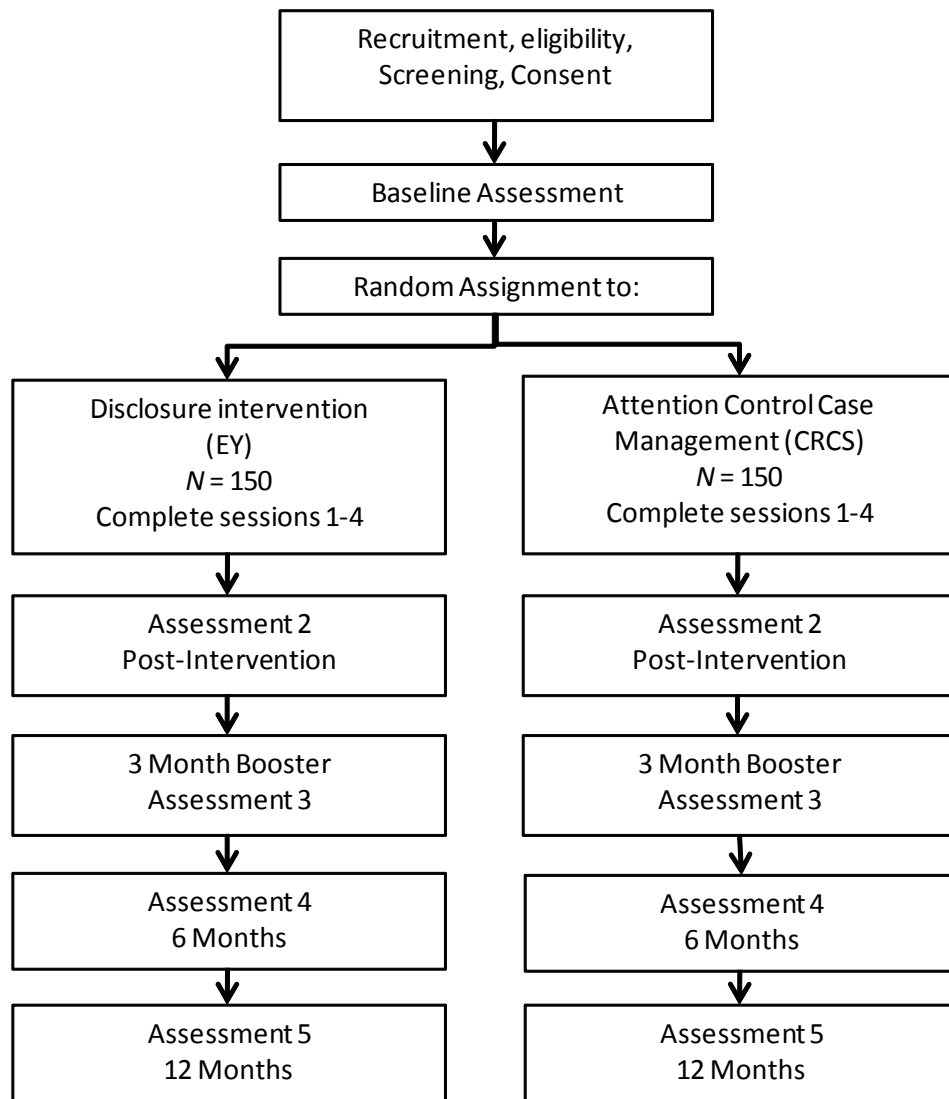 Recruitment, eligibility,
Screening, Consent
Baseline Assessment
Random Assignment to:
Disclosure intervention
(EY)
N = 150
Complete sessions 1-4
Attention Control Case
Management (CRCS)
N = 150
Complete sessions 1-4
Assessment 2
Post-Intervention
Assessment 2
Post-Intervention
3 Month Booster
Assessment 3
3 Month Booster
Assessment 3
Assessment 4
6 Months
Assessment 4
6 Months
Assessment 5
12 Months
Assessment 5
12 Months